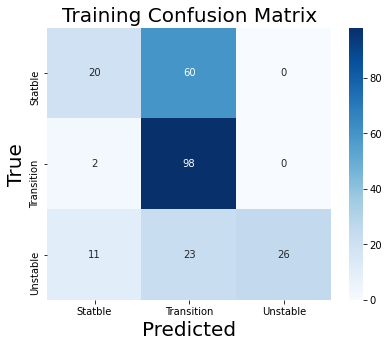 Training Confusion Matrix
True
Statble
Transition
Unstable
20 60 0
2 98 0
11 23 26
Statble Transition Unstable
Predicted
80
60
40
20
0